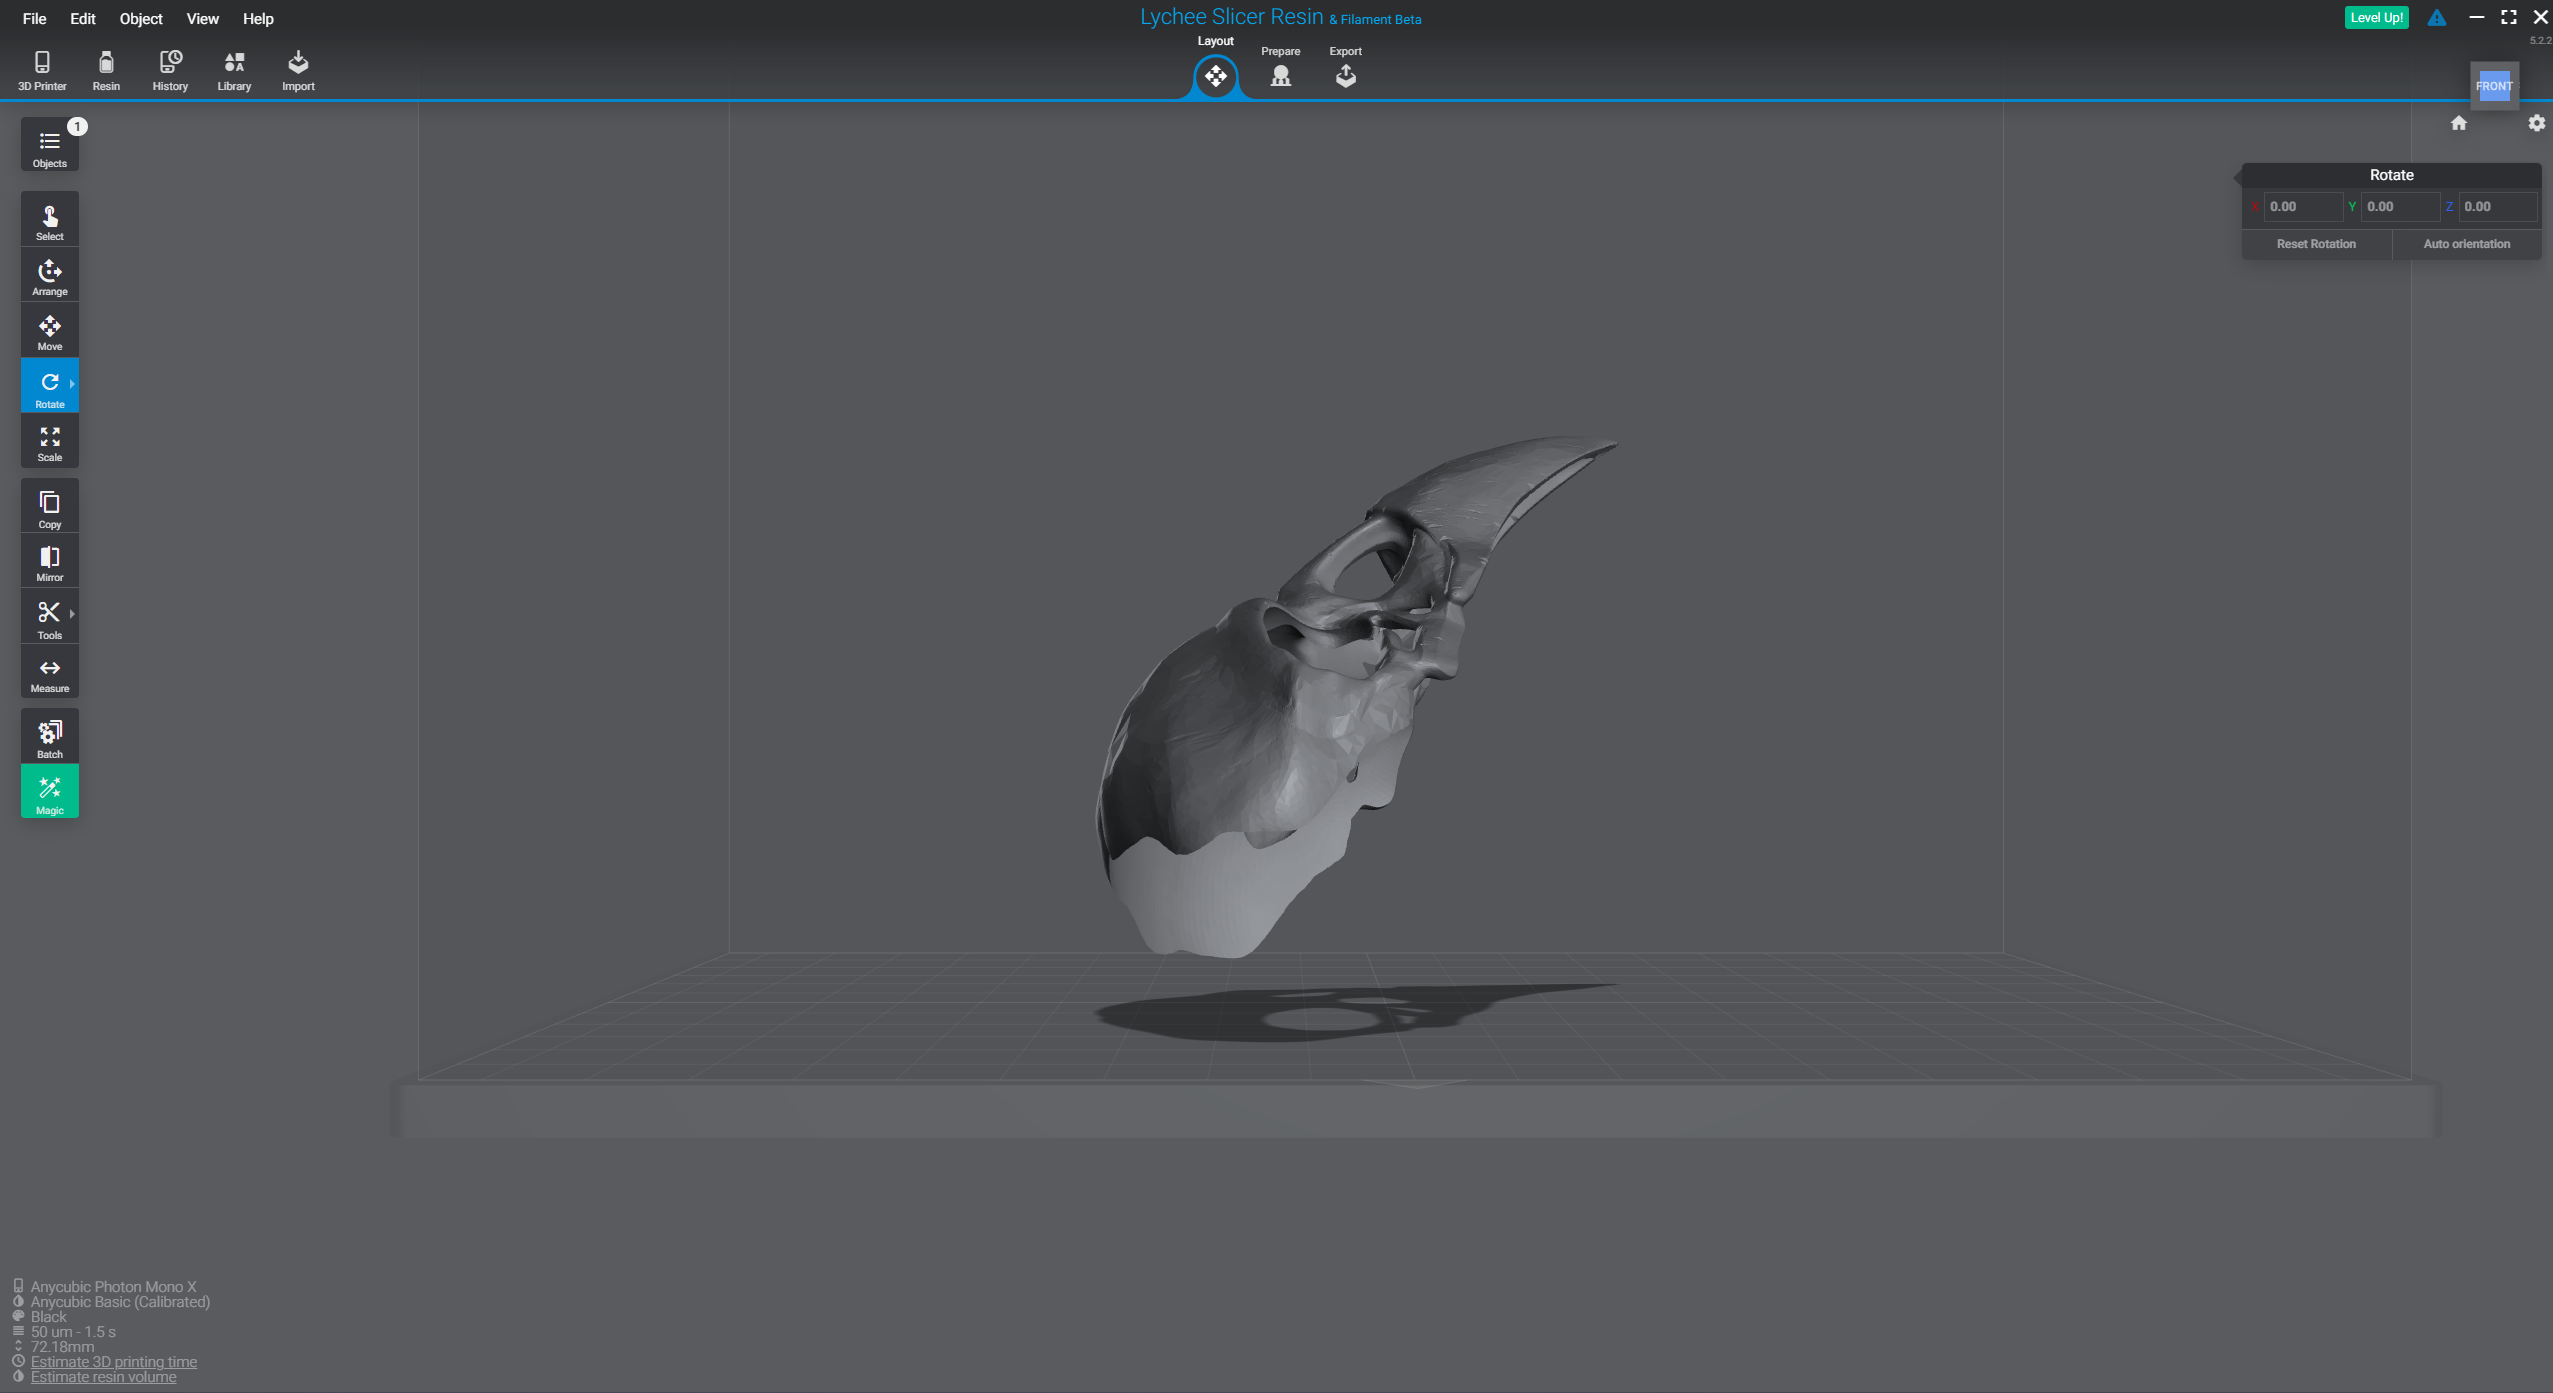 File Edit Object View Help
Lychee Slicer Resin & Filament Beta
Level Up!
5.2.2
3D Printer Resin History Library Import
Layout Prepare Export
FRONT
1
Objects
Select
Arrange
Move
Rotate
Scale
Copy
Mirror
Tools
Measure
Batch
Magic
Rotate
X 0.00 Y 0.00 Z 0.00
Reset Rotation Auto orientation
Anycubic Photon Mono X
Anycubic Basic (Calibrated)
Black
50 um - 1.5 s
72.18mm
Estimate 3D printing time
Estimate resin volume